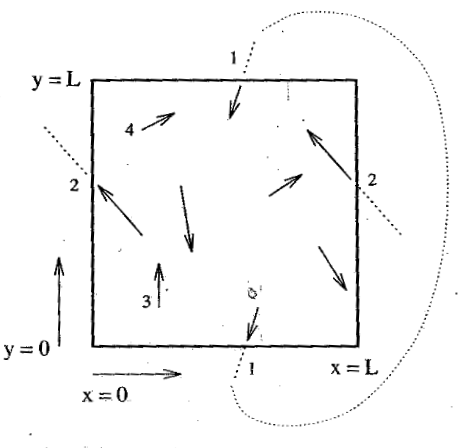 1
y = L
4
2
2
3
y = 0
1
x = L
x = 0